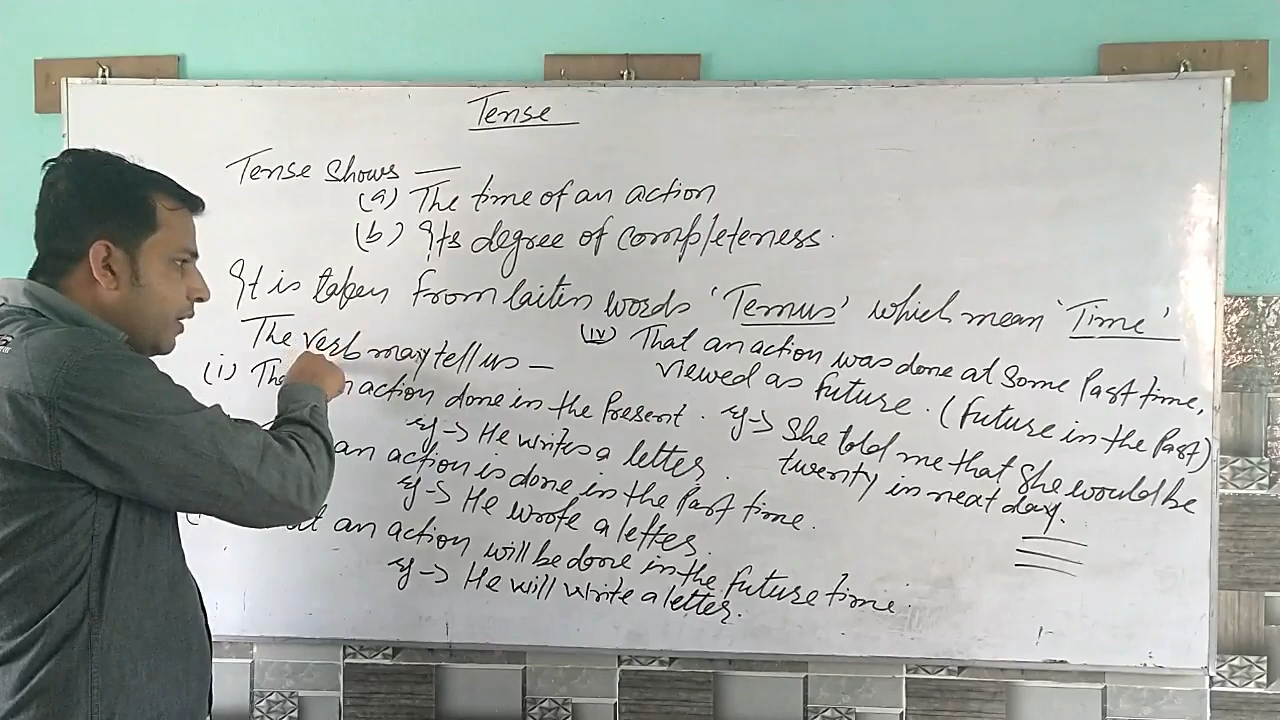 Tense
Tense Shows —
(a) The time of an action
(b) Its degree of completeness.
It is taken from laitin words 'Temus' which mean 'Time'
The verb may tell us —
(i) Tha n action done in the Present.
eg → He writes a letter.
an action is done in the Past time.
eg → He wrote a letter.
at an action will be done in the future time.
eg → He will write a letter.
(iv) That an action was done at Some Past time,
viewed as future. (future in the Past)
eg → She told me that She would be
twenty in neat day.